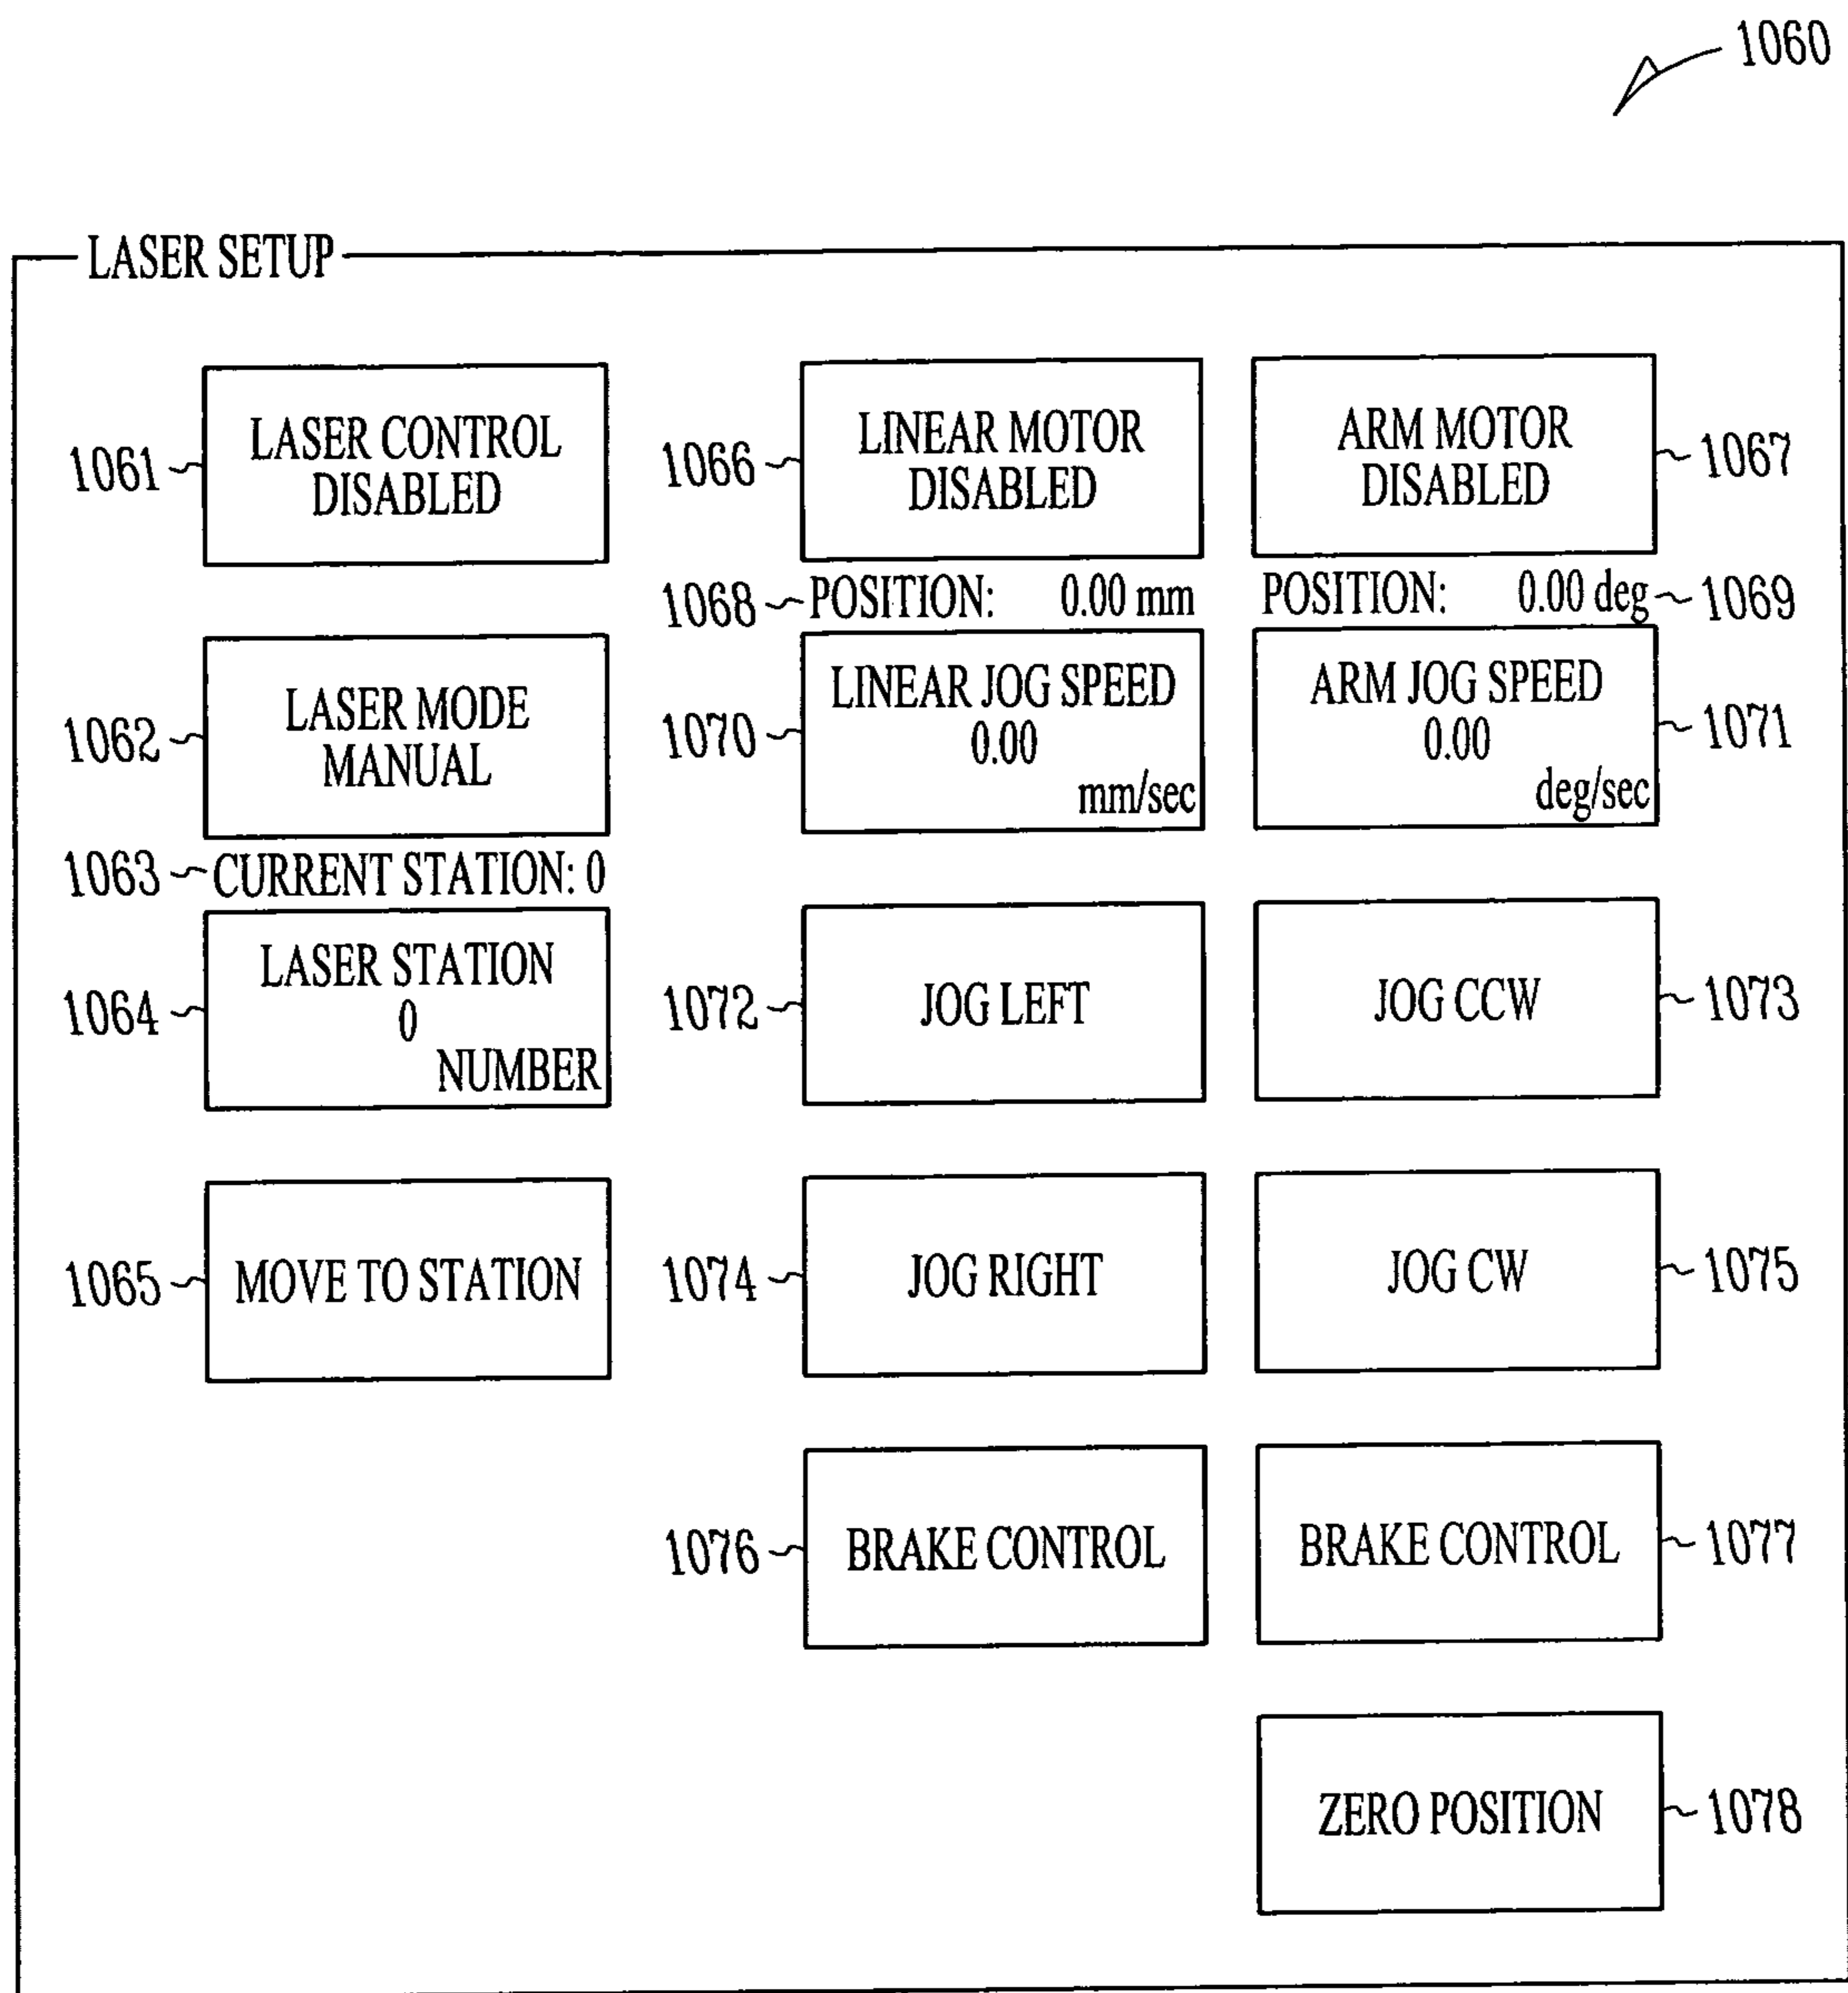 1060
LASER SETUP
1061
LASER CONTROL
DISABLED
1066
LINEAR MOTOR
DISABLED
ARM MOTOR
DISABLED
1067
1068
POSITION: 0.00 mm
POSITION: 0.00 deg
1069
1062
LASER MODE
MANUAL
1070
LINEAR JOG SPEED
0.00
mm/sec
ARM JOG SPEED
0.00
deg/sec
1071
1063
CURRENT STATION: 0
1064
LASER STATION
0
NUMBER
1072
JOG LEFT
JOG CCW
1073
1065
MOVE TO STATION
1074
JOG RIGHT
JOG CW
1075
1076
BRAKE CONTROL
BRAKE CONTROL
1077
ZERO POSITION
1078